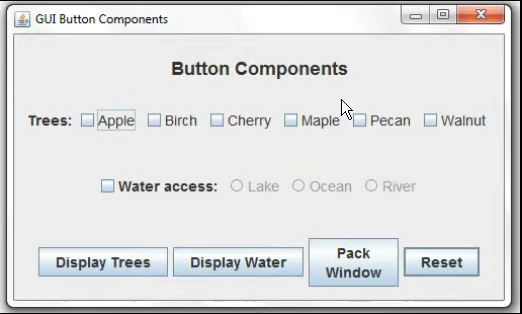 GUI Button Components
Button Components
Trees: Apple Birch Cherry Maple Pecan Walnut
Water access: Lake Ocean River
Display Trees Display Water Pack Window Reset